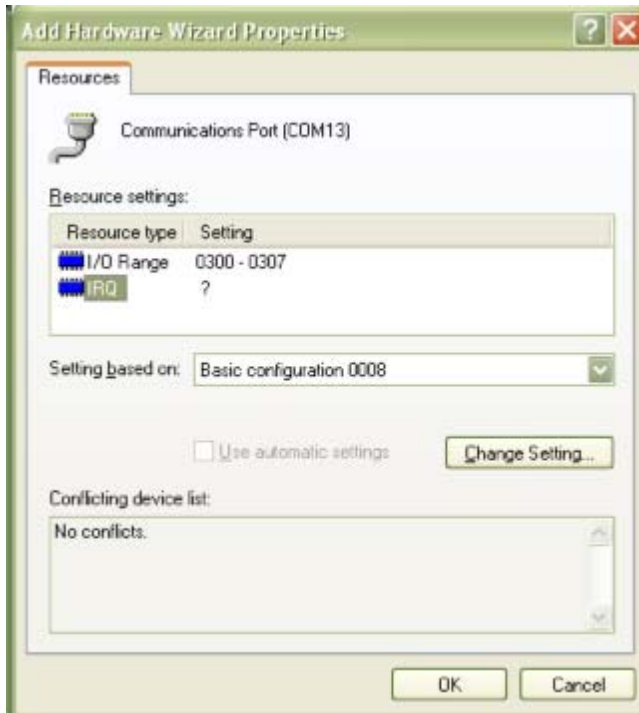 Add Hardware Wizard Properties
Resources
Communications Port (COM13)
Resource settings:
Resource type Setting
I/O Range 0300 - 0307
IRQ ?
Setting based on: Basic configuration 0008
Use automatic settings Change Setting...
Conflicting device list:
No conflicts.
OK Cancel